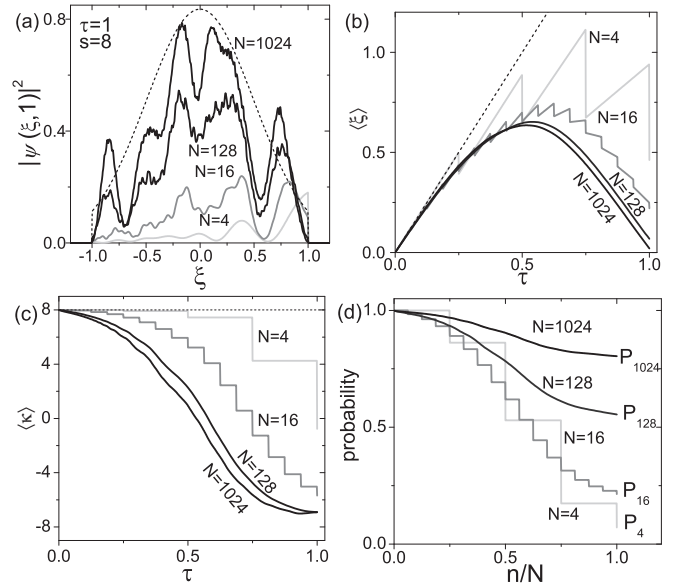 (a)
τ=1
s=8
N=1024
N=128
N=16
N=4
|ψ(ξ,1)|²
0.8
0.4
0.0
-1.0 -0.5 0.0 0.5 1.0
ξ
(b)
N=4
N=16
N=128
N=1024
⟨ξ⟩
1.0
0.5
0.0
0.0 0.5 1.0
τ
(c)
N=4
N=16
N=128
N=1024
⟨κ⟩
8
4
0
-4
-8
0.0 0.5 1.0
τ
(d)
N=1024
P1024
N=128
P128
N=16
P16
N=4
P4
probability
1.0
0.5
0.0
0.0 0.5 1.0
n/N